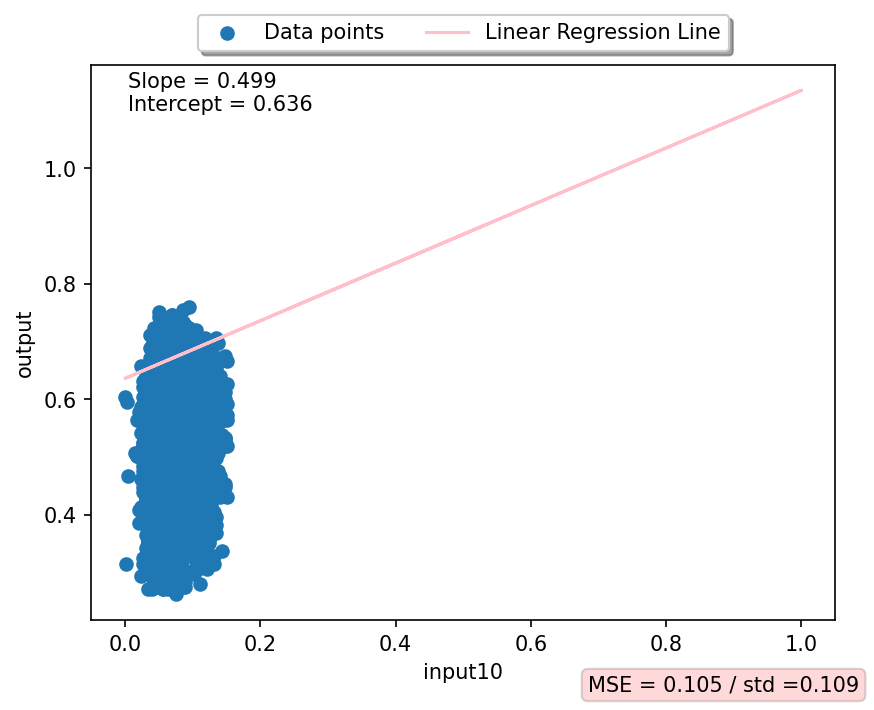 Data points
Linear Regression Line
Slope = 0.499
Intercept = 0.636
1.0
0.8
0.6
0.4
output
0.0
0.2
0.4
0.6
0.8
1.0
input10
MSE = 0.105 / std =0.109